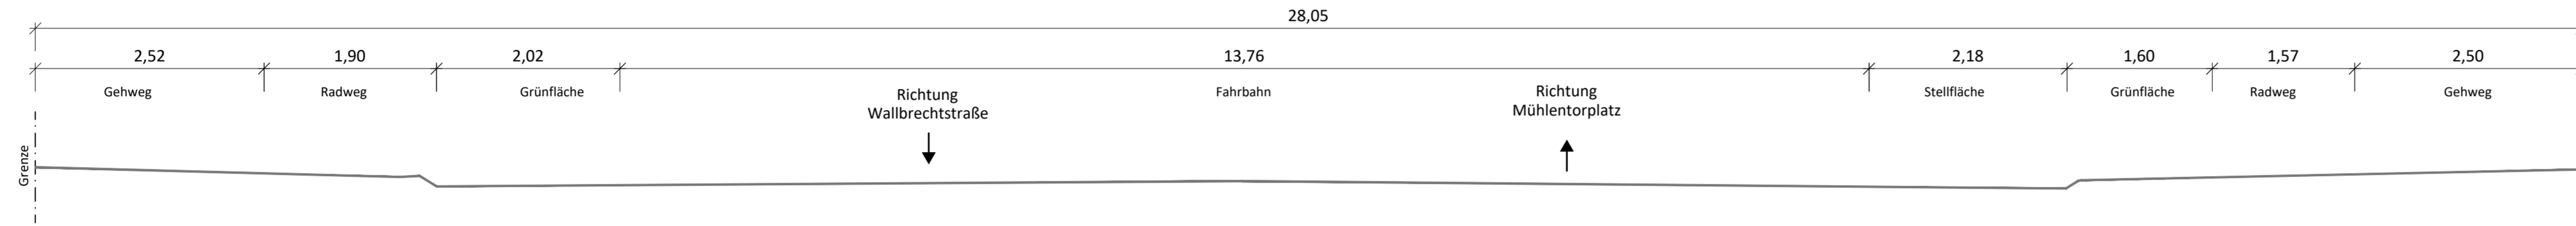 28,05
2,52 1,90 2,02 13,76 2,18 1,60 1,57 2,50
Gehweg Radweg Grünfläche Fahrbahn Stellfläche Grünfläche Radweg Gehweg
Richtung
Wallbrechtstraße
Richtung
Mühlentorplatz
Grenze